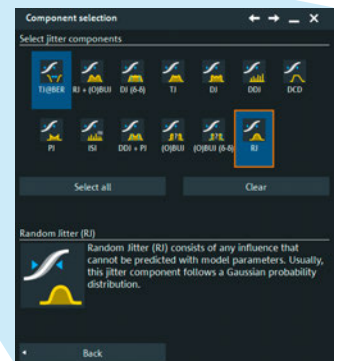 Component selection
Select jitter components
TJ@BER RJ + (O)BUJ DJ (δ-δ) TJ DJ DDJ DCD
PJ ISI DDJ + PJ (O)BUJ (O)BUJ (δ-δ) RJ
Select all Clear
Random Jitter (RJ)
Random Jitter (RJ) consists of any influence that
cannot be predicted with model parameters. Usually,
this jitter component follows a Gaussian probability
distribution.
Back